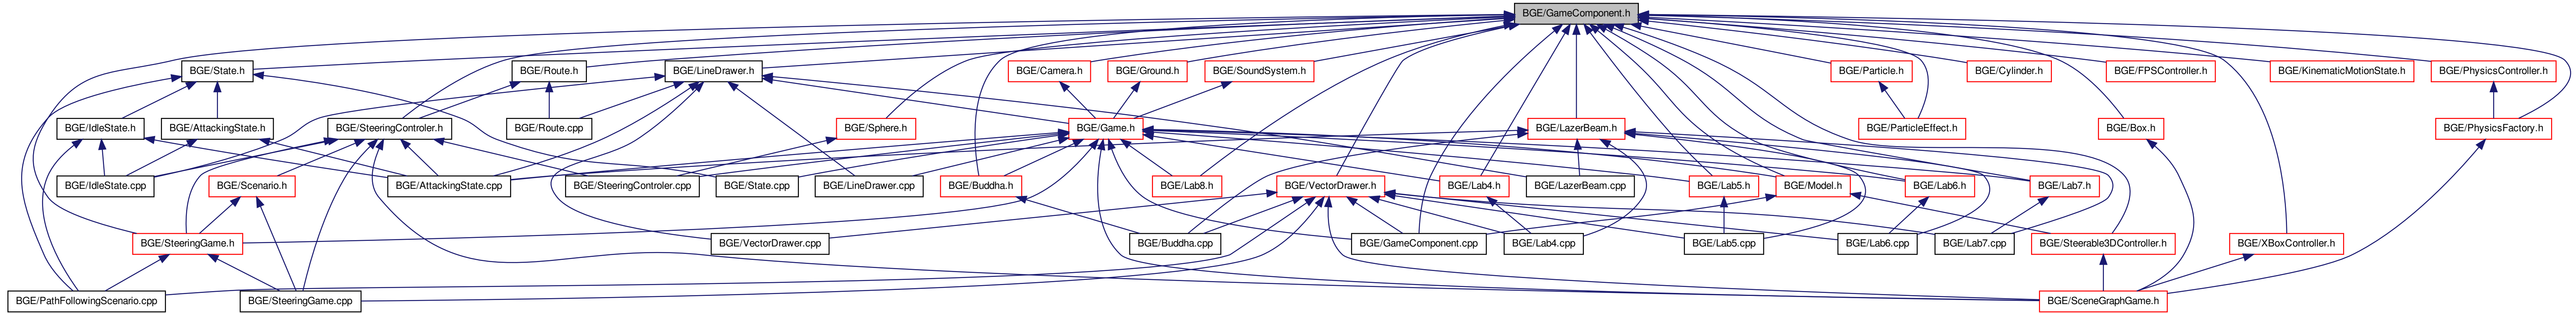 BGE/GameComponent.h
BGE/State.h
BGE/Route.h
BGE/LineDrawer.h
BGE/Camera.h
BGE/Ground.h
BGE/SoundSystem.h
BGE/Particle.h
BGE/Cylinder.h
BGE/FPSController.h
BGE/KinematicMotionState.h
BGE/PhysicsController.h
BGE/IdleState.h
BGE/AttackingState.h
BGE/SteeringControler.h
BGE/Route.cpp
BGE/Sphere.h
BGE/Game.h
BGE/LazerBeam.h
BGE/ParticleEffect.h
BGE/Box.h
BGE/PhysicsFactory.h
BGE/IdleState.cpp
BGE/Scenario.h
BGE/AttackingState.cpp
BGE/SteeringControler.cpp
BGE/State.cpp
BGE/LineDrawer.cpp
BGE/Buddha.h
BGE/Lab8.h
BGE/VectorDrawer.h
BGE/Lab4.h
BGE/LazerBeam.cpp
BGE/Lab5.h
BGE/Model.h
BGE/Lab6.h
BGE/Lab7.h
BGE/SteeringGame.h
BGE/VectorDrawer.cpp
BGE/Buddha.cpp
BGE/GameComponent.cpp
BGE/Lab4.cpp
BGE/Lab5.cpp
BGE/Lab6.cpp
BGE/Lab7.cpp
BGE/Steerable3DController.h
BGE/XBoxController.h
BGE/PathFollowingScenario.cpp
BGE/SteeringGame.cpp
BGE/SceneGraphGame.h